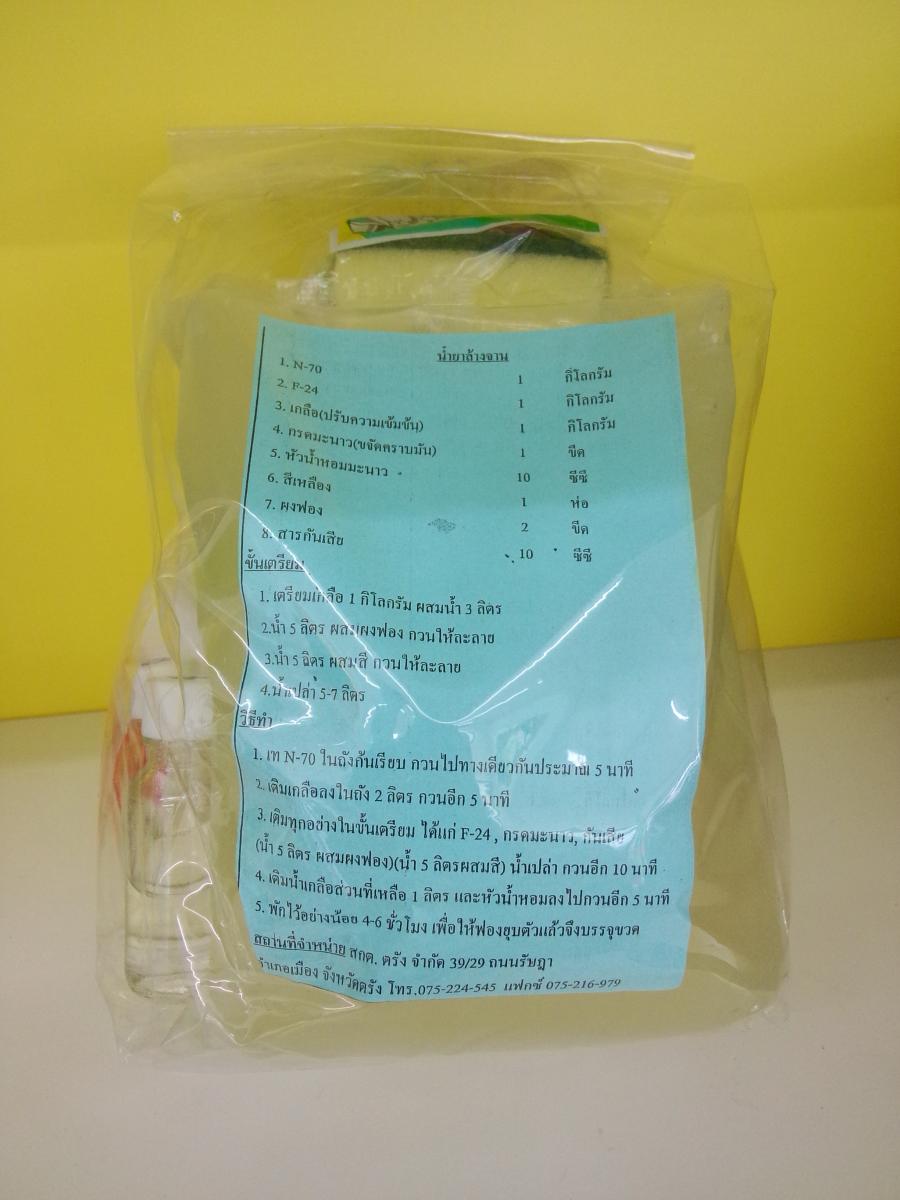 น้ำยาล้างจาน
1. N-70 1 กิโลกรัม
2. F-24 1 กิโลกรัม
3. เกลือ(ปรับความเข้มข้น) 1 กิโลกรัม
4. กรดมะนาว(ขจัดคราบมัน) 1 ขีด
5. หัวน้ำหอมมะนาว 10 ซีซี
6. สีเหลือง 1 ห่อ
7. ผงฟอง 2 ขีด
8. สารกันเสีย 10 ซีซี
ขั้นเตรียม
1. เตรียมเกลือ 1 กิโลกรัม ผสมน้ำ 3 ลิตร
2.น้ำ 5 ลิตร ผสมผงฟอง กวนให้ละลาย
3.น้ำ 5 ลิตร ผสมสี กวนให้ละลาย
4.น้ำเปล่า 5-7 ลิตร
วิธีทำ
1. เท N-70 ในถังก้นเรียบ กวนไปทางเดียวกันประมาณ 5 นาที
2. เติมเกลือลงในถัง 2 ลิตร กวนอีก 5 นาที
3. เติมทุกอย่างในขั้นเตรียม ได้แก่ F-24 , กรดมะนาว, กันเสีย
(น้ำ 5 ลิตร ผสมผงฟอง)(น้ำ 5 ลิตรผสมสี) น้ำเปล่า กวนอีก 10 นาที
4. เติมน้ำเกลือส่วนที่เหลือ 1 ลิตร และหัวน้ำหอมลงไปกวนอีก 5 นาที
5. พักไว้อย่างน้อย 4-6 ชั่วโมง เพื่อให้ฟองยุบตัวแล้วจึงบรรจุขวด
สถานที่จำหน่าย สกต. ตรัง จำกัด 39/29 ถนนรัษฎา
อำเภอเมือง จังหวัดตรัง โทร.075-224-545 แฟกซ์ 075-216-979